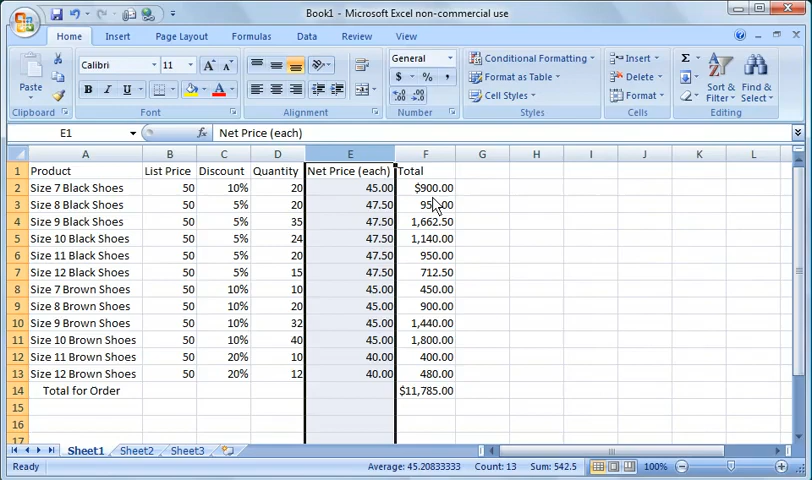 Book1 - Microsoft Excel non-commercial use
Home Insert Page Layout Formulas Data Review View
Paste
Clipboard
Calibri 11
B I U
Font
Alignment
General
$ % ,
Number
Conditional Formatting
Format as Table
Cell Styles
Styles
Insert
Delete
Format
Cells
Σ
Sort & Filter
Find & Select
Editing
E1 fx Net Price (each)
A B C D E F G H I J K L
1 Product List Price Discount Quantity Net Price (each) Total
2 Size 7 Black Shoes 50 10% 20 45.00 $900.00
3 Size 8 Black Shoes 50 5% 20 47.50
4 Size 9 Black Shoes 50 5% 35 47.50 1,662.50
5 Size 10 Black Shoes 50 5% 24 47.50 1,140.00
6 Size 11 Black Shoes 50 5% 20 47.50 950.00
7 Size 12 Black Shoes 50 5% 15 47.50 712.50
8 Size 7 Brown Shoes 50 10% 10 45.00 450.00
9 Size 8 Brown Shoes 50 10% 20 45.00 900.00
10 Size 9 Brown Shoes 50 10% 32 45.00 1,440.00
11 Size 10 Brown Shoes 50 10% 40 45.00 1,800.00
12 Size 11 Brown Shoes 50 20% 10 40.00 400.00
13 Size 12 Brown Shoes 50 20% 12 40.00 480.00
14 Total for Order $11,785.00
15
16
17
Sheet1 Sheet2 Sheet3
Ready Average: 45.20833333 Count: 13 Sum: 542.5 100%